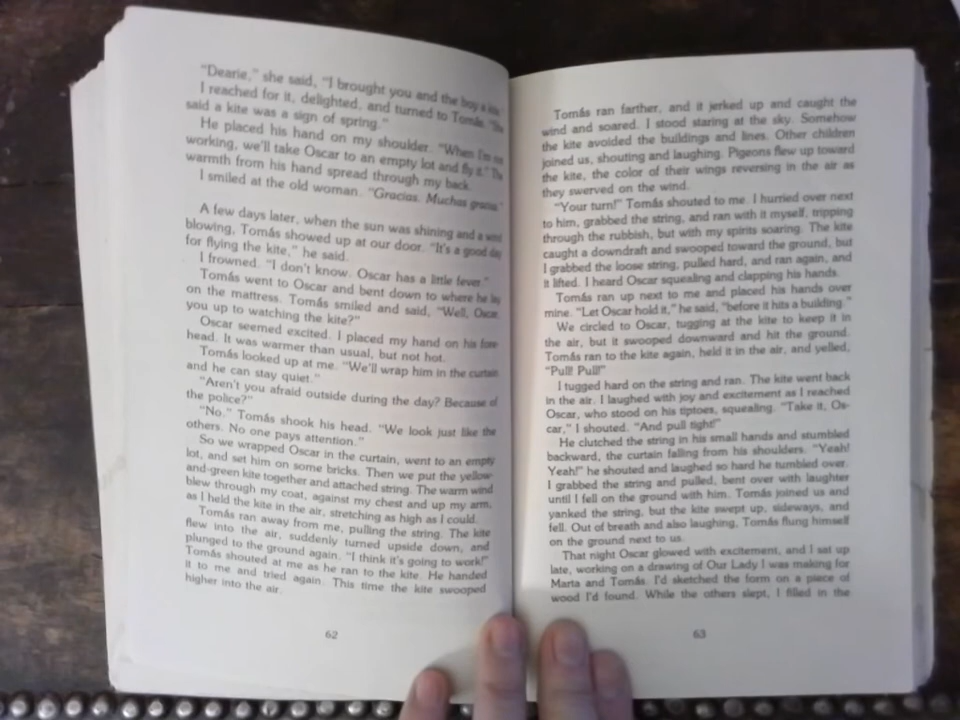 "Dearie," she said, "I brought you and the boy a kite."
I reached for it, delighted, and turned to Tomás. "She
said a kite was a sign of spring."
He placed his hand on my shoulder. "When I'm not
working, we'll take Oscar to an empty lot and fly it." The
warmth from his hand spread through my back.
I smiled at the old woman. "Gracias. Muchas gracias."
A few days later, when the sun was shining and a wind
blowing, Tomás showed up at our door. "It's a good day
for flying the kite," he said.
I frowned. "I don't know. Oscar has a little fever."
Tomás went to Oscar and bent down to where he lay
on the mattress. Tomás smiled and said, "Well, Oscar,
you up to watching the kite?"
Oscar seemed excited. I placed my hand on his fore-
head. It was warmer than usual, but not hot.
Tomás looked up at me. "We'll wrap him in the curtain
and he can stay quiet."
"Aren't you afraid outside during the day? Because of
the police?"
"No." Tomás shook his head. "We look just like the
others. No one pays attention."
So we wrapped Oscar in the curtain, went to an empty
lot, and set him on some bricks. Then we put the yellow-
and-green kite together and attached string. The warm wind
blew through my coat, against my chest and up my arm,
as I held the kite in the air, stretching as high as I could.
Tomás ran away from me, pulling the string. The kite
flew into the air, suddenly turned upside down, and
plunged to the ground again. "I think it's going to work!"
Tomás shouted at me as he ran to the kite. He handed
it to me and tried again. This time the kite swooped
higher into the air.
62
Tomás ran farther, and it jerked up and caught the
wind and soared. I stood staring at the sky. Somehow
the kite avoided the buildings and lines. Other children
joined us, shouting and laughing. Pigeons flew up toward
the kite, the color of their wings reversing in the air as
they swerved on the wind.
"Your turn!" Tomás shouted to me. I hurried over next
to him, grabbed the string, and ran with it myself, tripping
through the rubbish, but with my spirits soaring. The kite
caught a downdraft and swooped toward the ground, but
I grabbed the loose string, pulled hard, and ran again, and
it lifted. I heard Oscar squealing and clapping his hands.
Tomás ran up next to me and placed his hands over
mine. "Let Oscar hold it," he said, "before it hits a building."
We circled to Oscar, tugging at the kite to keep it in
the air, but it swooped downward and hit the ground.
Tomás ran to the kite again, held it in the air, and yelled,
"Pull! Pull!"
I tugged hard on the string and ran. The kite went back
in the air. I laughed with joy and excitement as I reached
Oscar, who stood on his tiptoes, squealing. "Take it, Os-
car," I shouted. "And pull tight!"
He clutched the string in his small hands and stumbled
backward, the curtain falling from his shoulders. "Yeah!
Yeah!" he shouted and laughed so hard he tumbled over.
I grabbed the string and pulled, bent over with laughter
until I fell on the ground with him. Tomás joined us and
yanked the string, but the kite swept up, sideways, and
fell. Out of breath and also laughing, Tomás flung himself
on the ground next to us.
That night Oscar glowed with excitement, and I sat up
late, working on a drawing of Our Lady I was making for
Marta and Tomás. I'd sketched the form on a piece of
wood I'd found. While the others slept, I filled in the
63